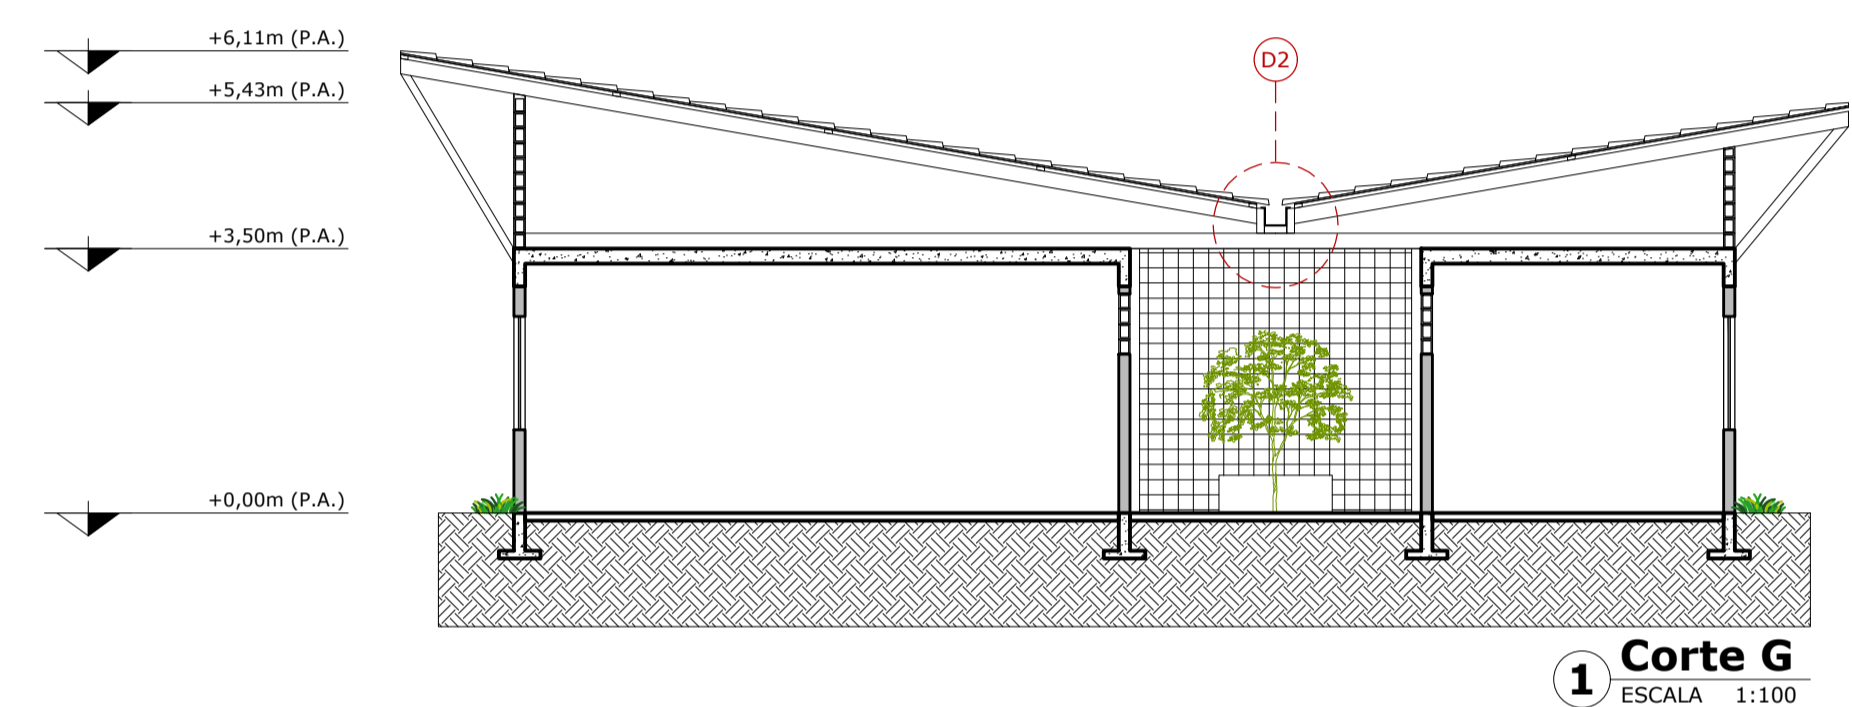 +6,11m (P.A.)
+5,43m (P.A.)
+3,50m (P.A.)
+0,00m (P.A.)
D2
1 Corte G
ESCALA 1:100